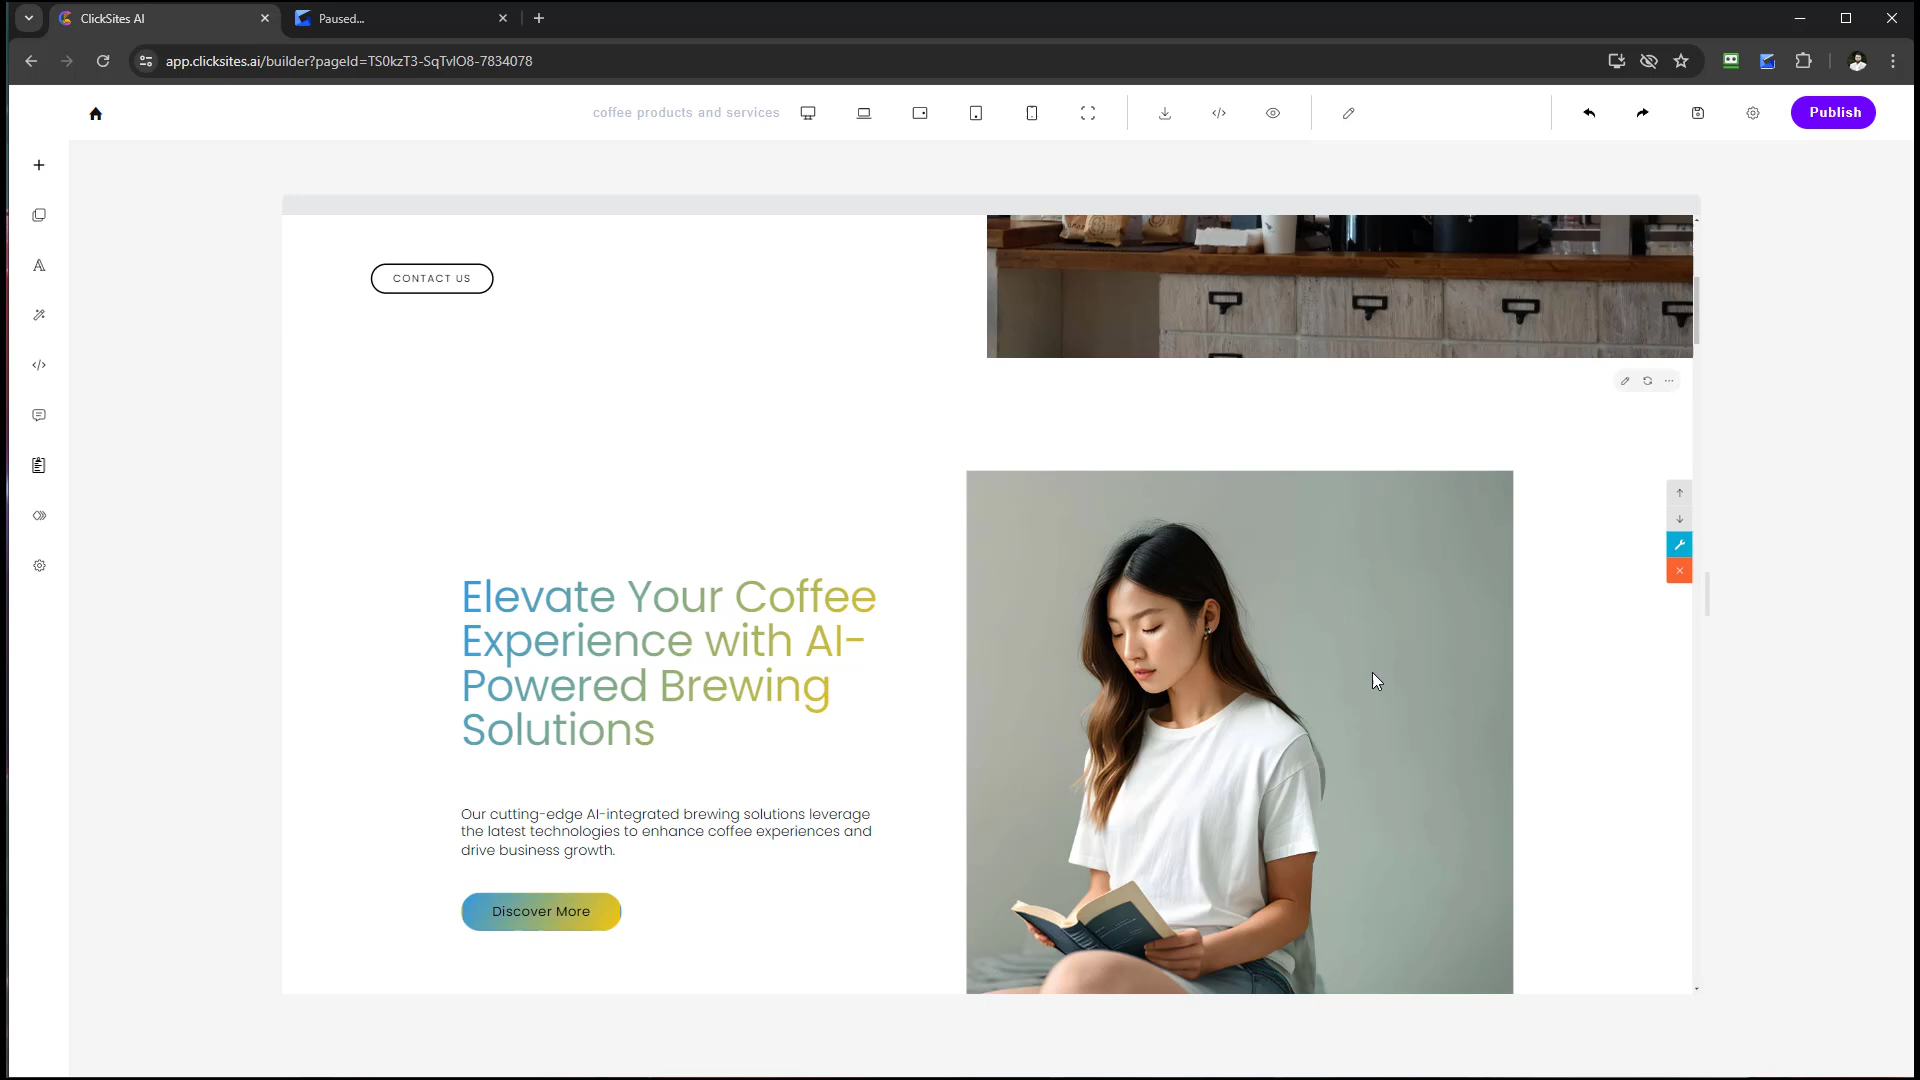 ClickSites AI
Paused...
app.clicksites.ai/builder?pageId=TS0kzT3-SqTvlO8-7834078
coffee products and services
Publish
CONTACT US
Elevate Your Coffee
Experience with AI-
Powered Brewing
Solutions
Our cutting-edge AI-integrated brewing solutions leverage
the latest technologies to enhance coffee experiences and
drive business growth.
Discover More